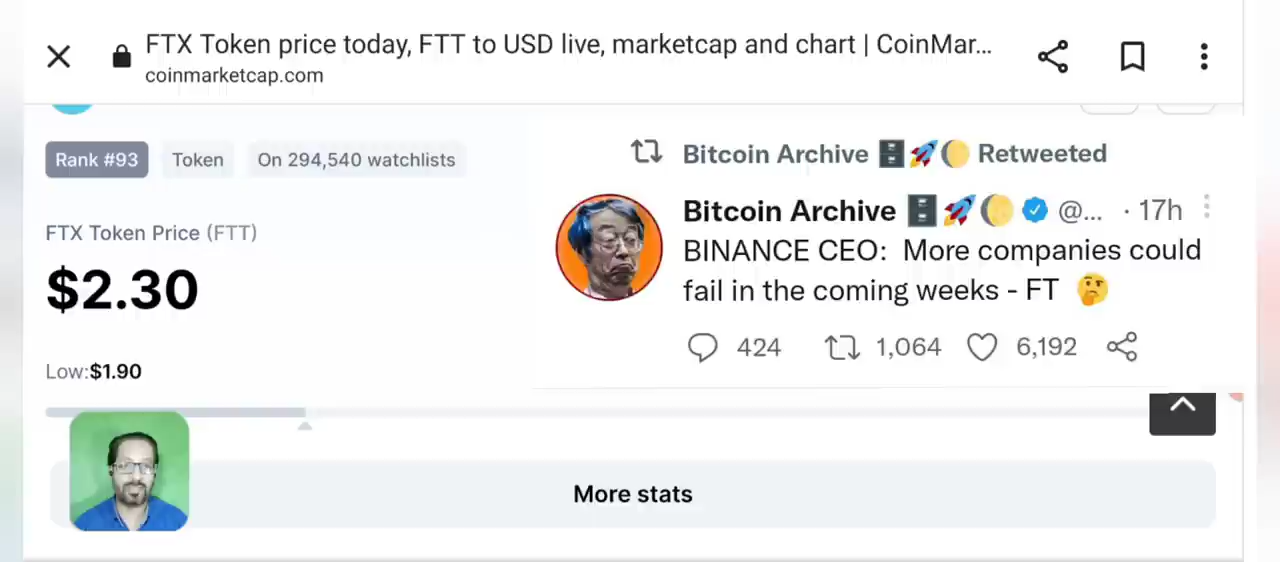 FTX Token price today, FTT to USD live, marketcap and chart | CoinMar...
coinmarketcap.com
Rank #93 Token On 294,540 watchlists
FTX Token Price (FTT)
$2.30
Low:$1.90
Bitcoin Archive 🗄️🚀🌔 Retweeted
Bitcoin Archive 🗄️🚀🌔 @... · 17h
BINANCE CEO: More companies could
fail in the coming weeks - FT 🤔
424 1,064 6,192
More stats